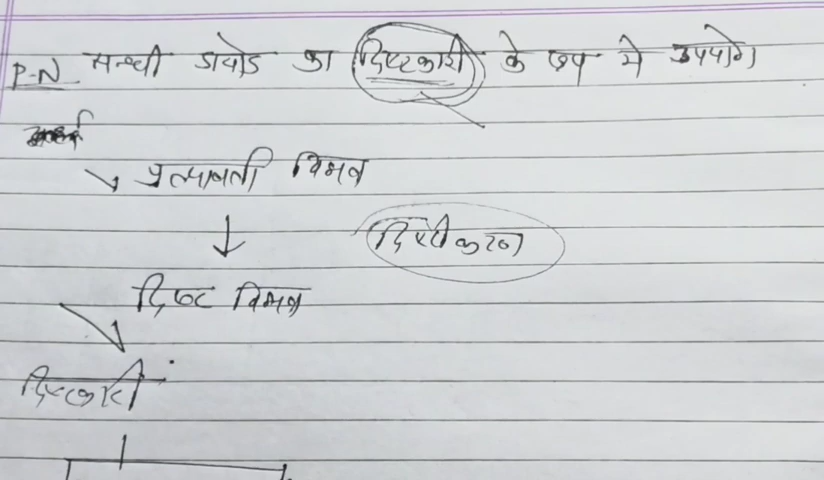 P-N सन्धी डायोड का दिष्टकारी के रूप मे उपयोग
प्रत्यावर्ती विभव
दिष्टीकरण
दिष्ट विभव
दिष्टकारी